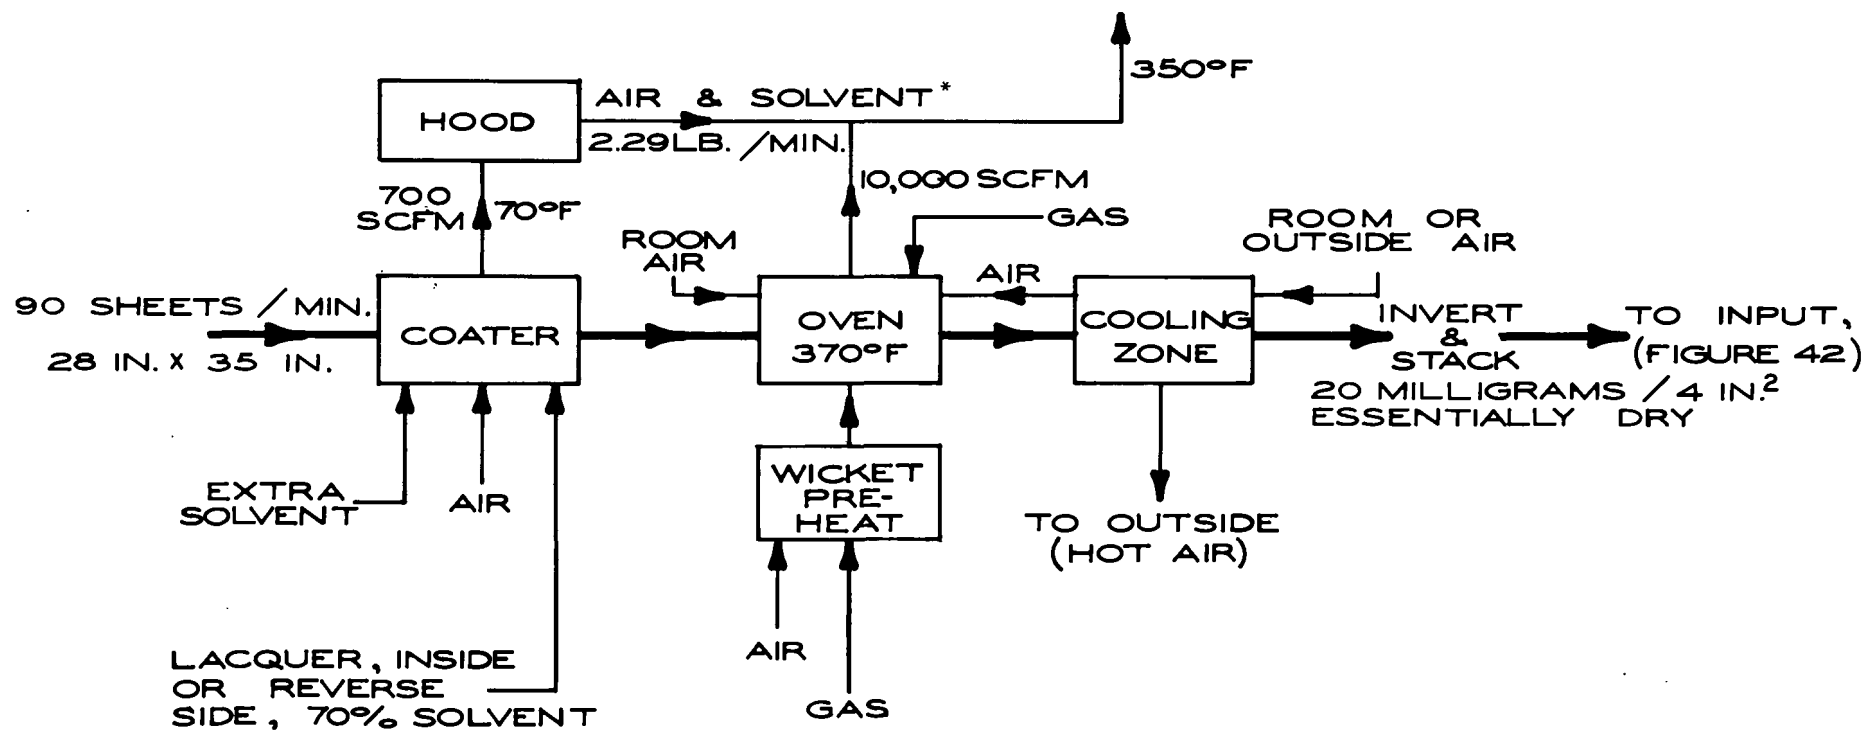 350°F
HOOD
AIR & SOLVENT*
2.29LB. /MIN.
10,000 SCFM
700
SCFM
70°F
GAS
ROOM OR
OUTSIDE AIR
ROOM
AIR
AIR
90 SHEETS /MIN.
28 IN. X 35 IN.
COATER
OVEN
370°F
COOLING
ZONE
INVERT
&
STACK
TO INPUT,
(FIGURE 42)
20 MILLIGRAMS /4 IN.²
ESSENTIALLY DRY
EXTRA
SOLVENT
AIR
WICKET
PRE-
HEAT
TO OUTSIDE
(HOT AIR)
AIR
GAS
LACQUER, INSIDE
OR REVERSE
SIDE, 70% SOLVENT